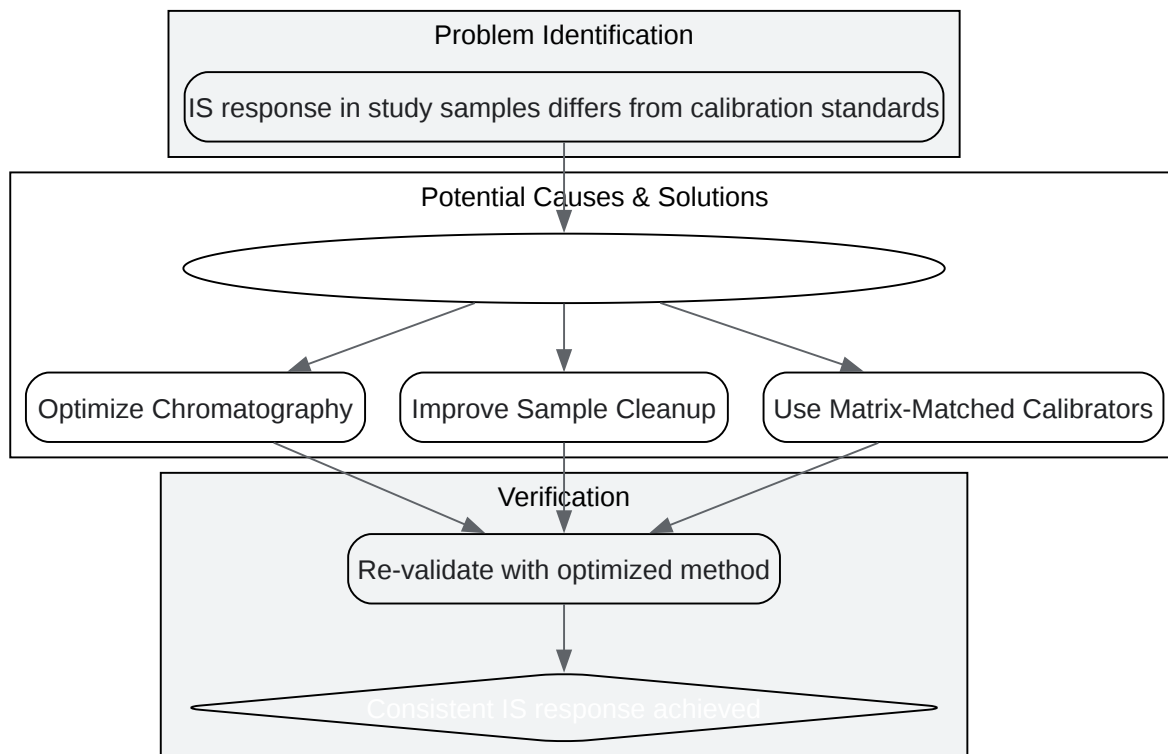 Problem Identification
IS response in study samples differs from calibration standards
Potential Causes & Solutions
Optimize Chromatography
Improve Sample Cleanup
Use Matrix-Matched Calibrators
Verification
Re-validate with optimized method
Consistent IS response achieved